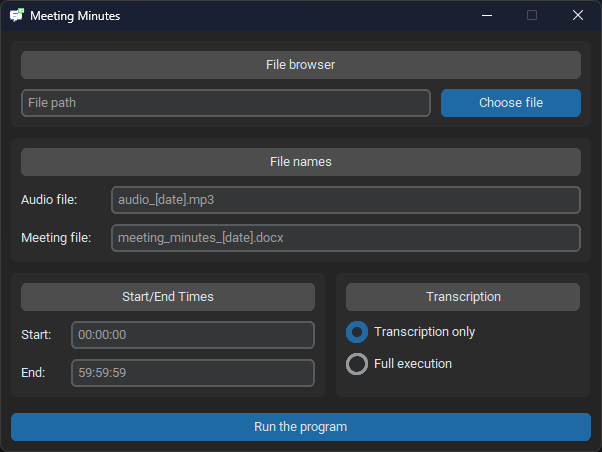 Meeting Minutes
File browser
File path
Choose file
File names
Audio file:
audio_[date].mp3
Meeting file:
meeting_minutes_[date].docx
Start/End Times
Start:
00:00:00
End:
59:59:59
Transcription
Transcription only
Full execution
Run the program